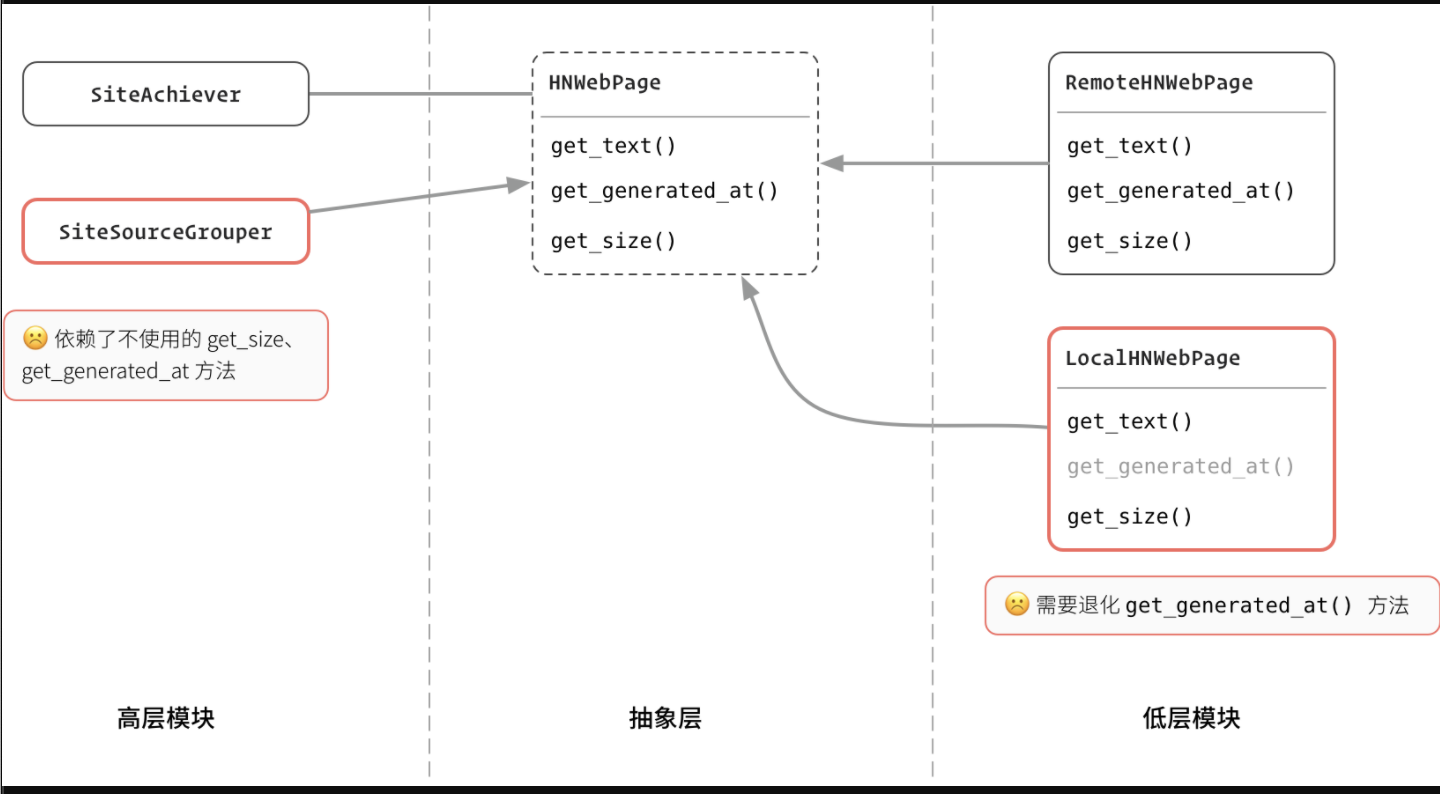 SiteAchiever
SiteSourceGrouper
☹️ 依赖了不使用的 get_size、
get_generated_at 方法
高层模块
HNWebPage
get_text()
get_generated_at()
get_size()
抽象层
RemoteHNWebPage
get_text()
get_generated_at()
get_size()
LocalHNWebPage
get_text()
get_generated_at()
get_size()
☹️ 需要退化 get_generated_at() 方法
低层模块